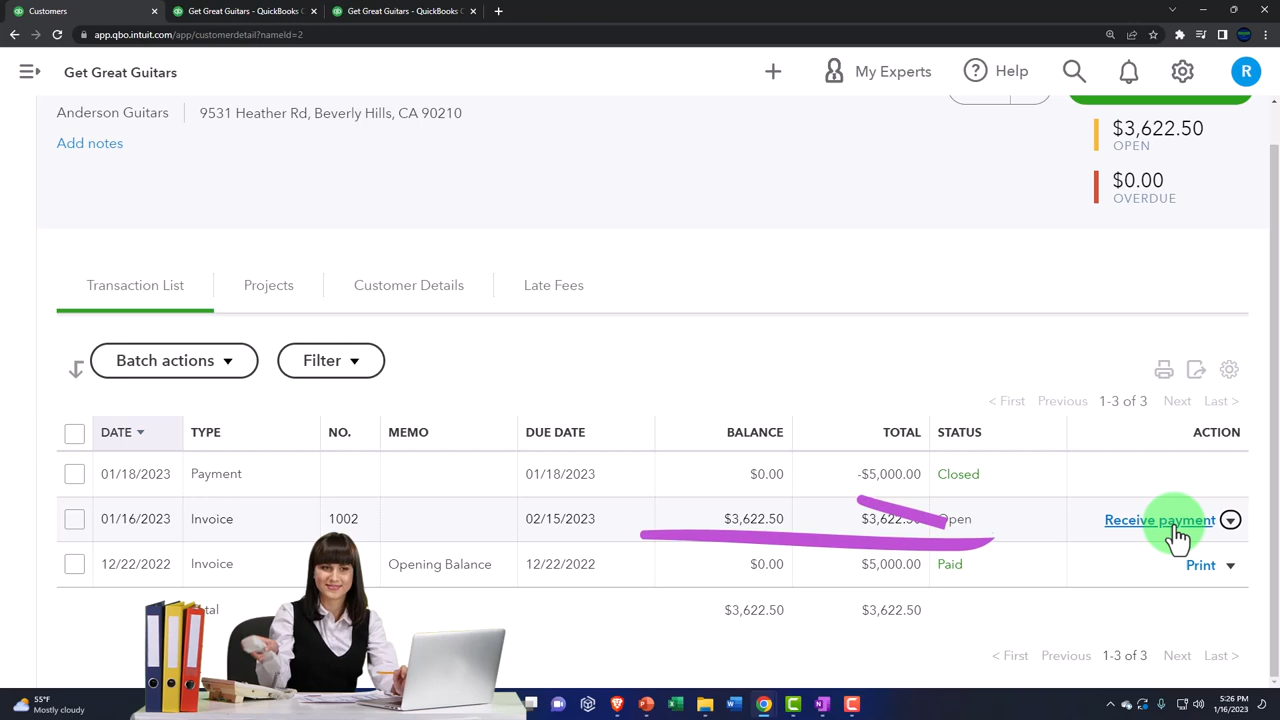 Customers
Invoice - QuickBooks
Get Great Guitars - QuickBooks
app.qbo.intuit.com/app/customerdetail?nameId=2
Get Great Guitars
My Experts
Help
R
Anderson Guitars
9531 Heather Rd, Beverly Hills, CA 90210
Add notes
$3,622.50
OPEN
$0.00
OVERDUE
Transaction List Projects Customer Details Late Fees
Batch actions Filter
< First Previous 1-3 of 3 Next Last >
DATE TYPE NO. MEMO DUE DATE BALANCE TOTAL STATUS ACTION
01/18/2023 Payment 01/18/2023 $0.00 -$5,000.00 Closed
01/16/2023 Invoice 1002 02/15/2023 $3,622.50 $3,622.50 Open Receive payment
12/22/2022 Invoice Opening Balance 12/22/2022 $0.00 $5,000.00 Paid Print
$3,622.50 $3,622.50
< First Previous 1-3 of 3 Next Last >
55°F
Mostly cloudy
5:26 PM
1/16/2023